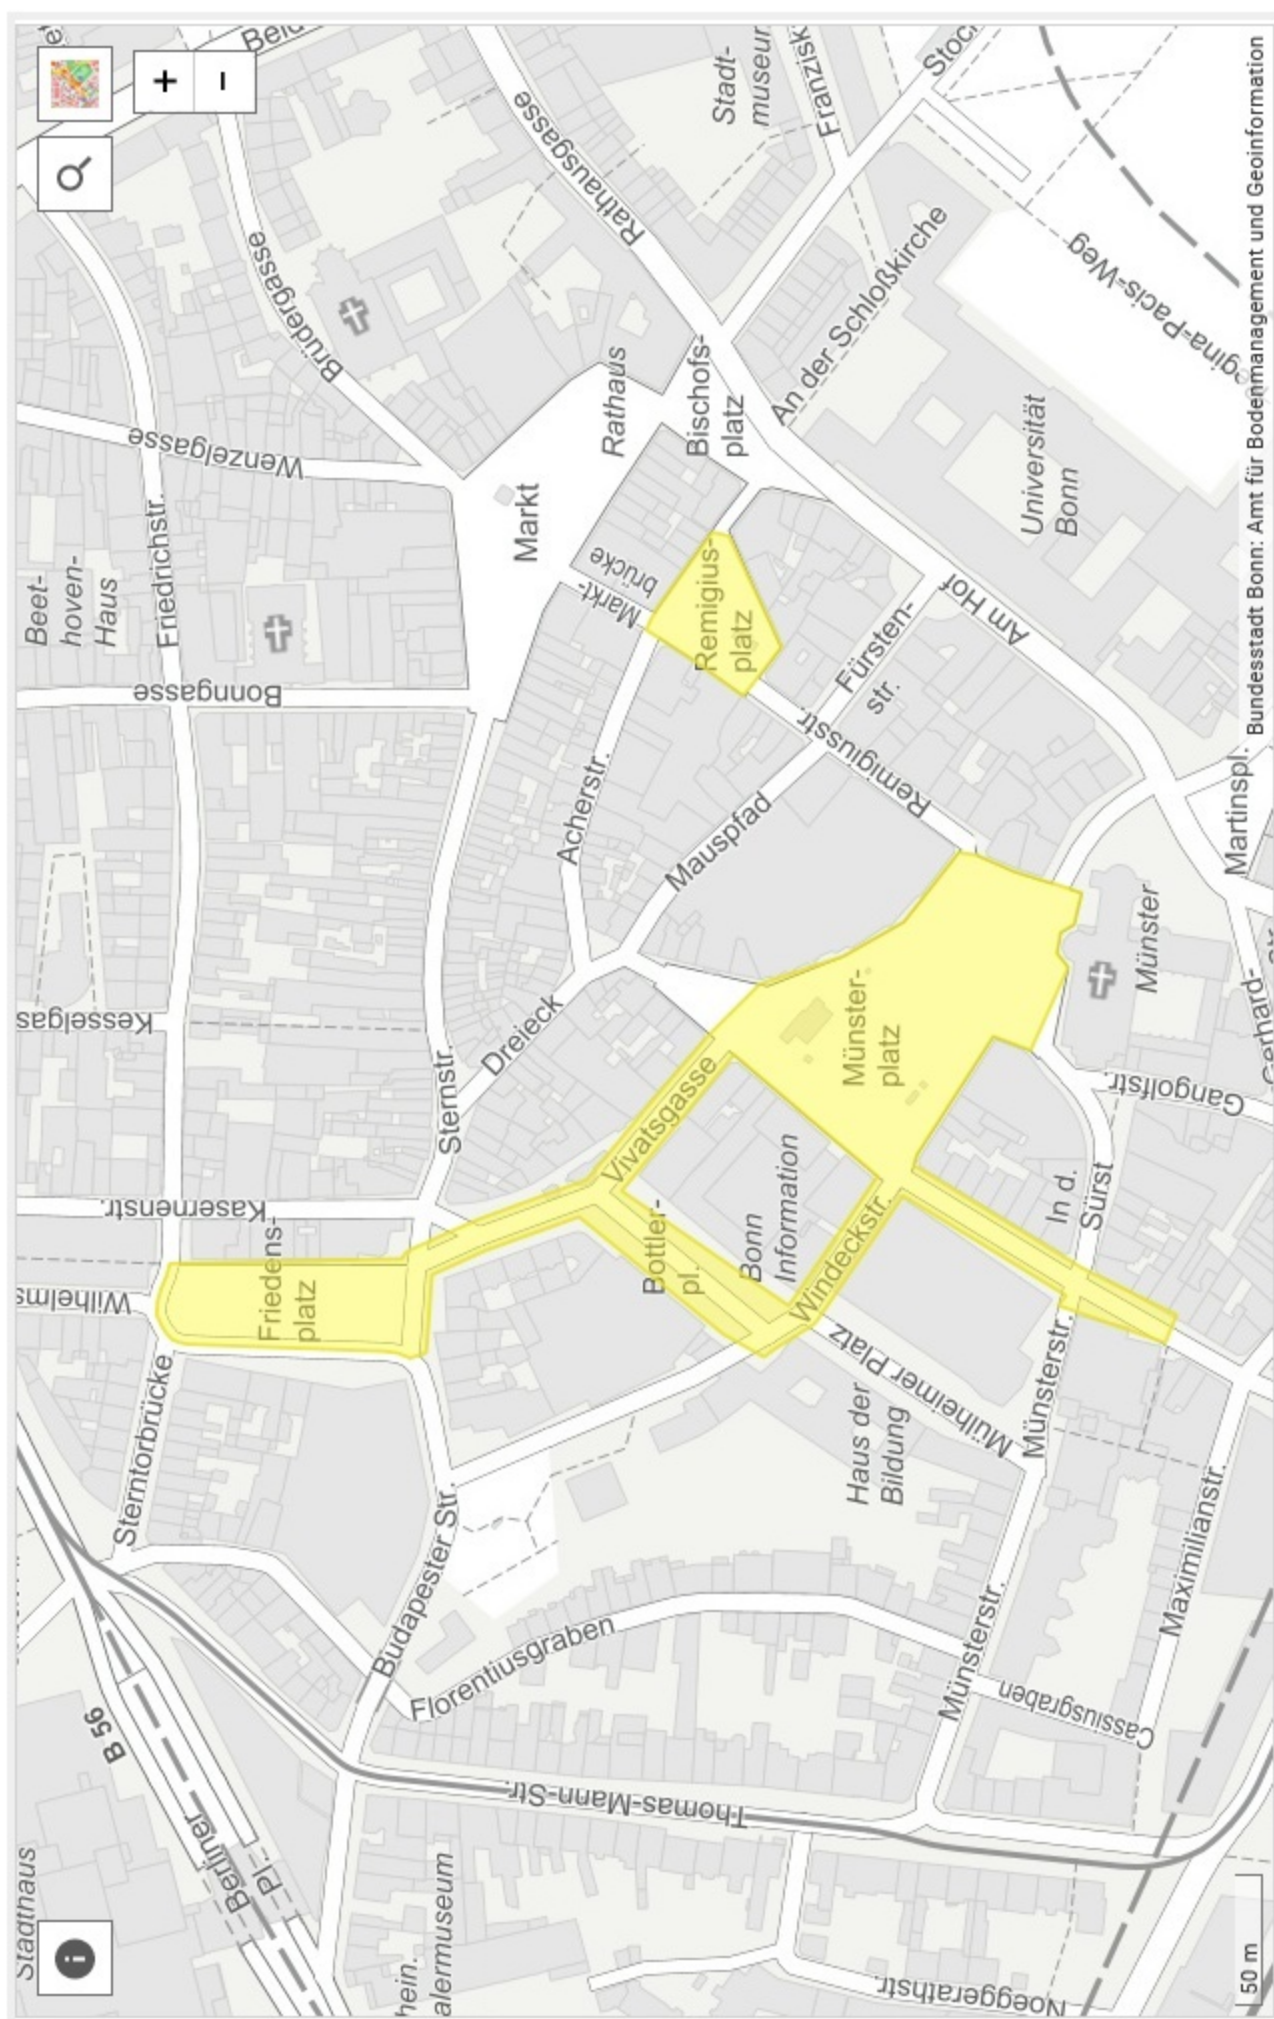 Stadthaus
Beet-
hoven-
Haus
Kesselgas
Wilhelms
i
+
−
B 56
Sterntorbrücke
Friedrichstr.
Wenzelgasse
Bonngasse
Kasernenstr.
Brüdergasse
Berliner
Pl.
Friedens-
platz
hein.
alermuseum
Budapester Str.
Sternstr.
Florentiusgraben
Dreieck
Markt
Acherstr.
Rathausgasse
Rathaus
Markt-
brücke
Thomas-Mann-Str.
Bottler-
pl.
Vivatsgasse
Mauspfad
Remigius-
platz
Bischofs-
platz
Stadt-
museum
Bonn
Information
Windeckstr.
Remigiusstr.
An der Schloßkirche
Franzisk
Mülheimer Platz
Haus der
Bildung
Münster-
platz
Fürsten-
str.
Am Hof
Stoc
Noeggerathstr.
Münsterstr.
Münsterstr.
In d.
Sürst
Universität
Bonn
Cassiusgraben
Gangolfstr.
Münster
Maximilianstr.
Gerhard-
Martinspl.
egina-Pacis-Weg
50 m
Bundesstadt Bonn: Amt für Bodenmanagement und Geoinformation